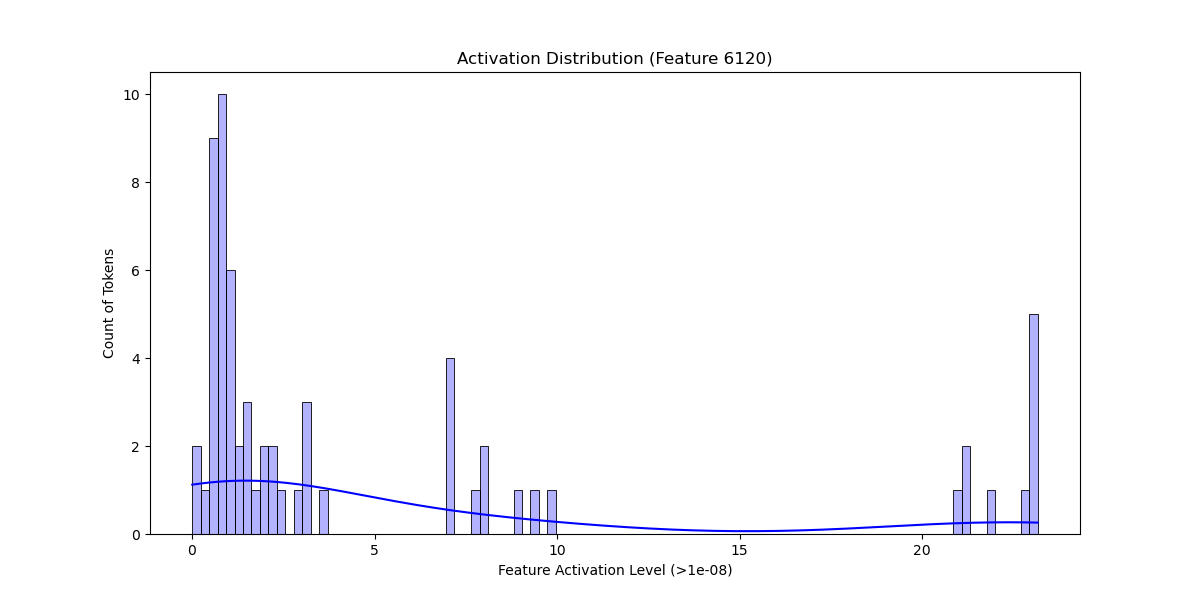 Activation Distribution (Feature 6120)
10
8
6
4
2
0
Count of Tokens
0 5 10 15 20
Feature Activation Level (>1e-08)